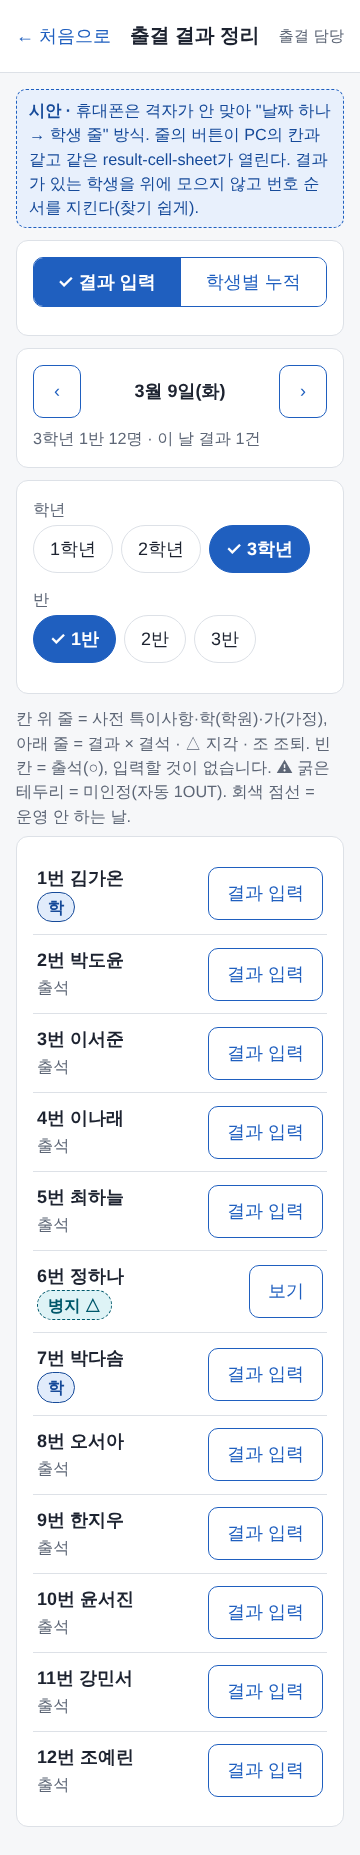 ← 처음으로 출결 결과 정리 출결 담당
시안 · 휴대폰은 격자가 안 맞아 "날짜 하나
→ 학생 줄" 방식. 줄의 버튼이 PC의 칸과
같고 같은 result-cell-sheet가 열린다. 결과
가 있는 학생을 위에 모으지 않고 번호 순
서를 지킨다(찾기 쉽게).
✓ 결과 입력 학생별 누적
‹ 3월 9일(화) ›
3학년 1반 12명 · 이 날 결과 1건
학년
1학년 2학년 ✓ 3학년
반
✓ 1반 2반 3반
칸 위 줄 = 사전 특이사항·학(학원)·가(가정),
아래 줄 = 결과 × 결석 · △ 지각 · 조 조퇴. 빈
칸 = 출석(○), 입력할 것이 없습니다. ⚠ 굵은
테두리 = 미인정(자동 1OUT). 회색 점선 =
운영 안 하는 날.
1번 김가온
학
결과 입력
2번 박도윤
출석
결과 입력
3번 이서준
출석
결과 입력
4번 이나래
출석
결과 입력
5번 최하늘
출석
결과 입력
6번 정하나
병지 △
보기
7번 박다솜
학
결과 입력
8번 오서아
출석
결과 입력
9번 한지우
출석
결과 입력
10번 윤서진
출석
결과 입력
11번 강민서
출석
결과 입력
12번 조예린
출석
결과 입력